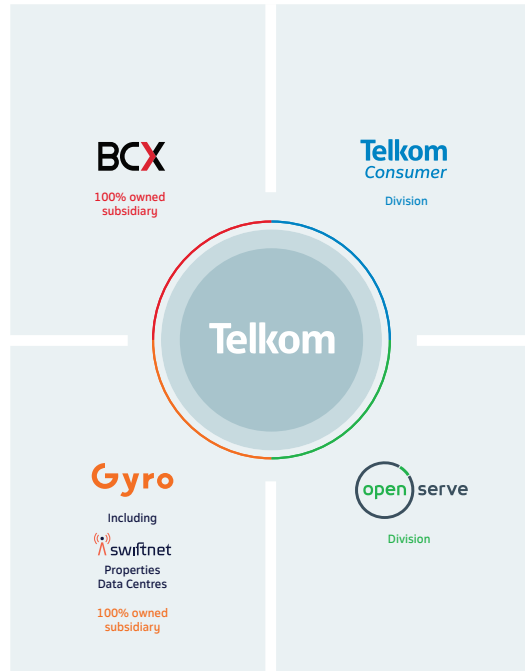 BCX
100% owned
subsidiary
Telkom
Consumer
Division
Telkom
Gyro
Including
swiftnet
Properties
Data Centres
100% owned
subsidiary
open serve
Division